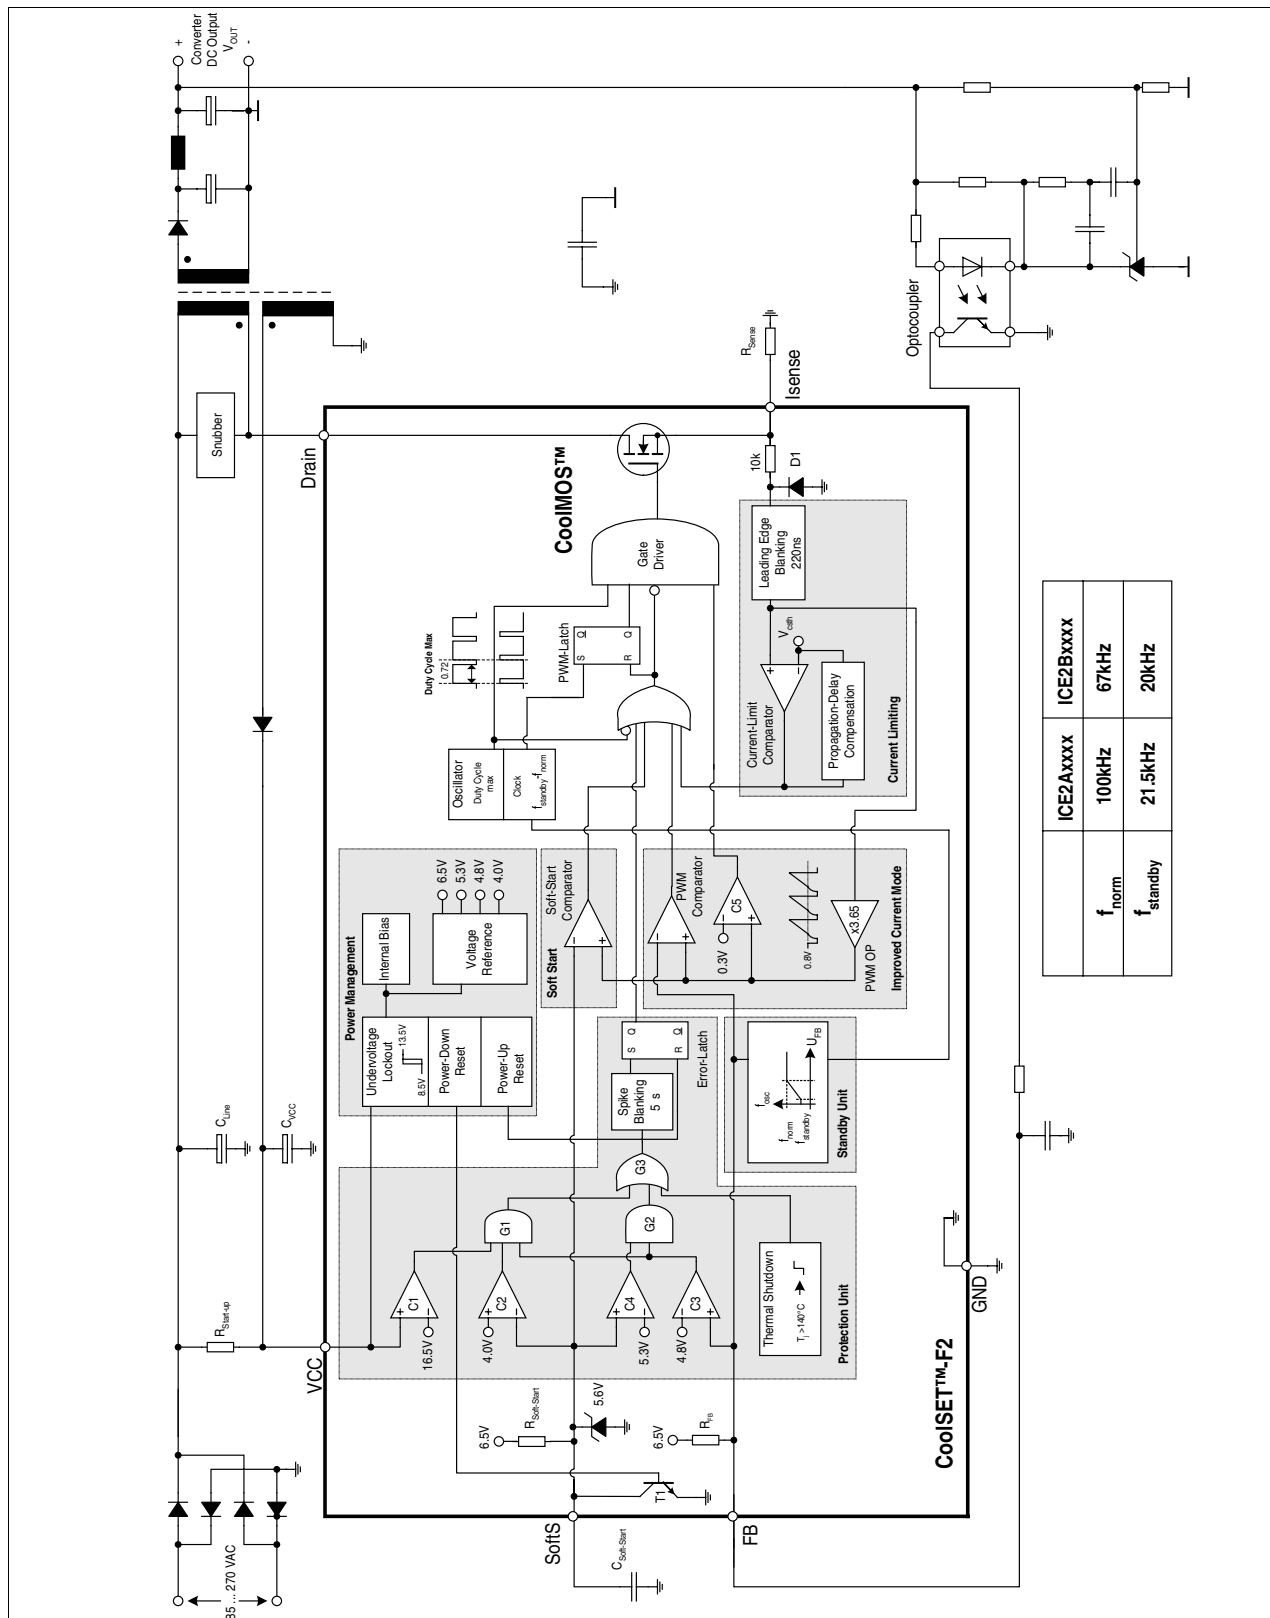 +
Converter
DC Output
V_OUT
-
Snubber
Drain
CoolMOS™
R_Sense
Isense
Optocoupler
10k
D1
Gate
Driver
Leading Edge
Blanking
220ns
Duty Cycle Max
0.72
PWM-Latch
S
Q
R
Q
V_csth
Current-Limit
Comparator
Propagation-Delay
Compensation
Current Limiting
Oscillator
Duty Cycle
max
Clock
f_standby-f_norm
Power Management
Internal Bias
Voltage
Reference
6.5V
5.3V
4.8V
4.0V
Undervoltage
Lockout
13.5V
8.5V
Power-Down
Reset
Power-Up
Reset
Soft-Start
Comparator
Soft Start
PWM
Comparator
0.3V
C5
0.8V
x3.65
PWM OP
Improved Current Mode
Spike
Blanking
5 s
S
Q
R
Q
Error-Latch
f_osc
f_norm
f_standby
U_FB
Standby Unit
C_Line
C_VCC
R_Start-up
VCC
C1
16.5V
G1
C2
4.0V
G3
G2
C4
5.3V
C3
4.8V
Thermal Shutdown
T_j >140°C
Protection Unit
6.5V
R_Soft-Start
5.6V
6.5V
R_FB
T1
CoolSET™-F2
GND
85 ... 270 VAC
SoftS
C_Soft-Start
FB
ICE2Axxxx ICE2Bxxxx
f_norm 100kHz 67kHz
f_standby 21.5kHz 20kHz